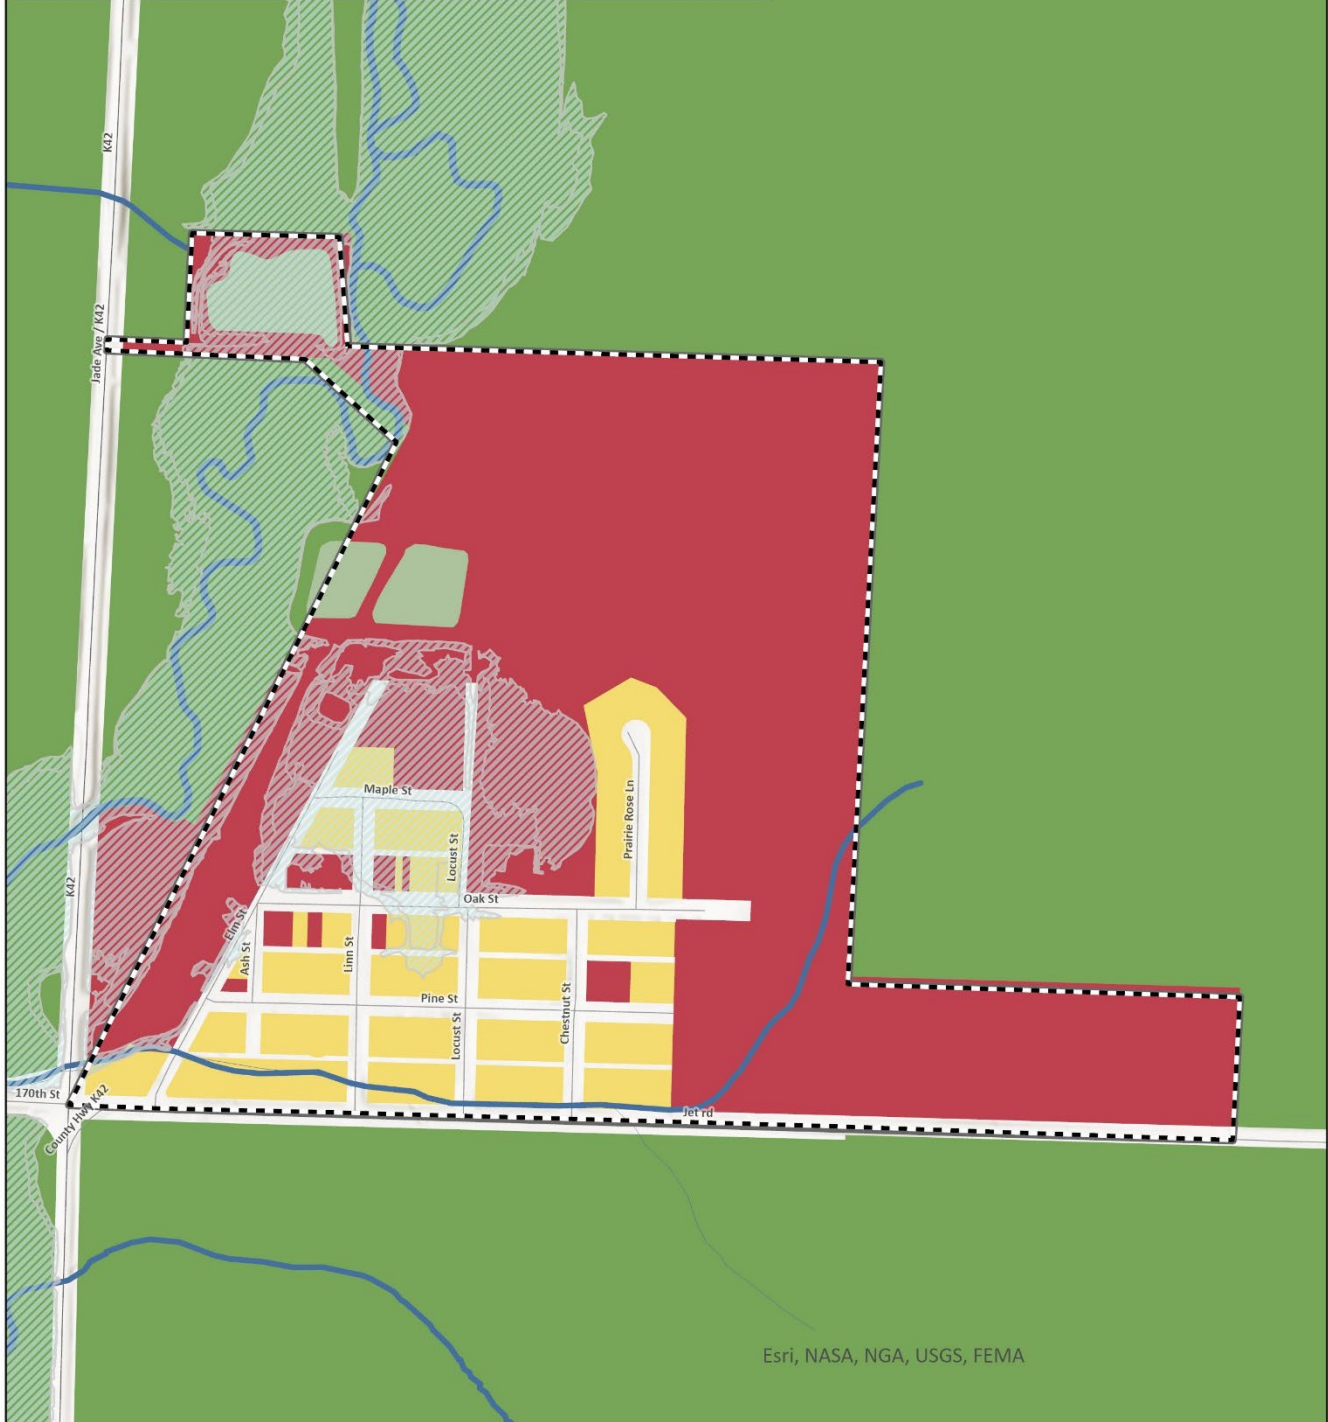 K42
Jade Ave / K42
Maple St
Prairie Rose Ln
Locust St
K42
Oak St
Elm St
Ash St
Linn St
Pine St
Chestnut St
Locust St
170th St
County Hwy K42
Jet rd
Esri, NASA, NGA, USGS, FEMA